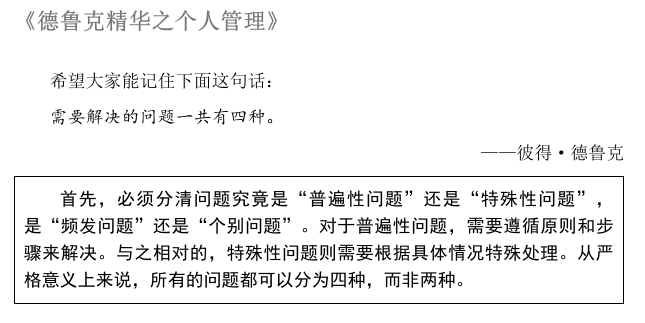 《德鲁克精华之个人管理》
希望大家能记住下面这句话：
需要解决的问题一共有四种。
——彼得·德鲁克
首先，必须分清问题究竟是“普遍性问题”还是“特殊性问题”，
是“频发问题”还是“个别问题”。对于普遍性问题，需要遵循原则和步
骤来解决。与之相对的，特殊性问题则需要根据具体情况特殊处理。从严
格意义上来说，所有的问题都可以分为四种，而非两种。